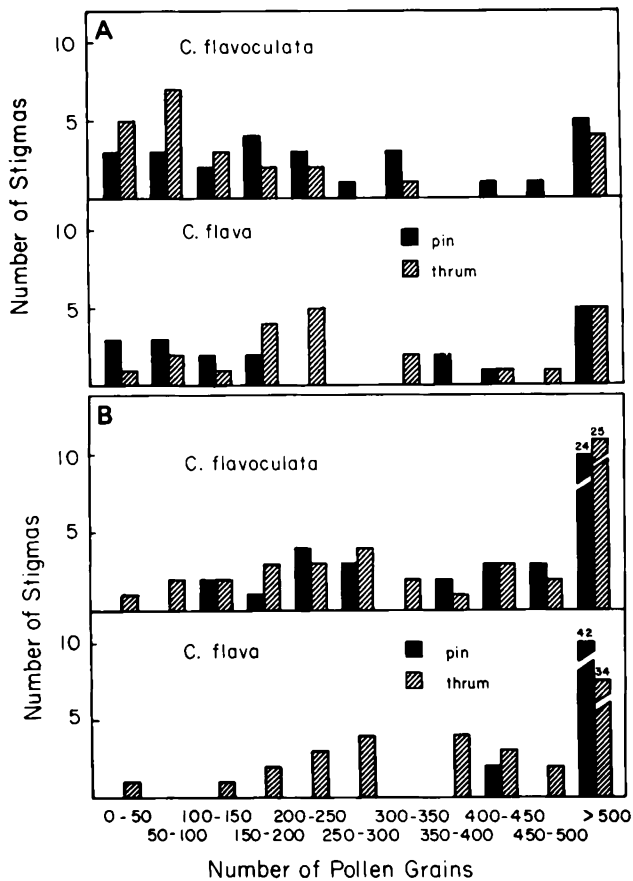 A
C. flavoculata
10
5
Number of Stigmas
C. flava
10
5
pin
thrum
B
C. flavoculata
10
5
24
25
Number of Stigmas
C. flava
10
5
pin
thrum
42
34
0-50 100-150 200-250 300-350 400-450 >500
50-100 150-200 250-300 350-400 450-500
Number of Pollen Grains